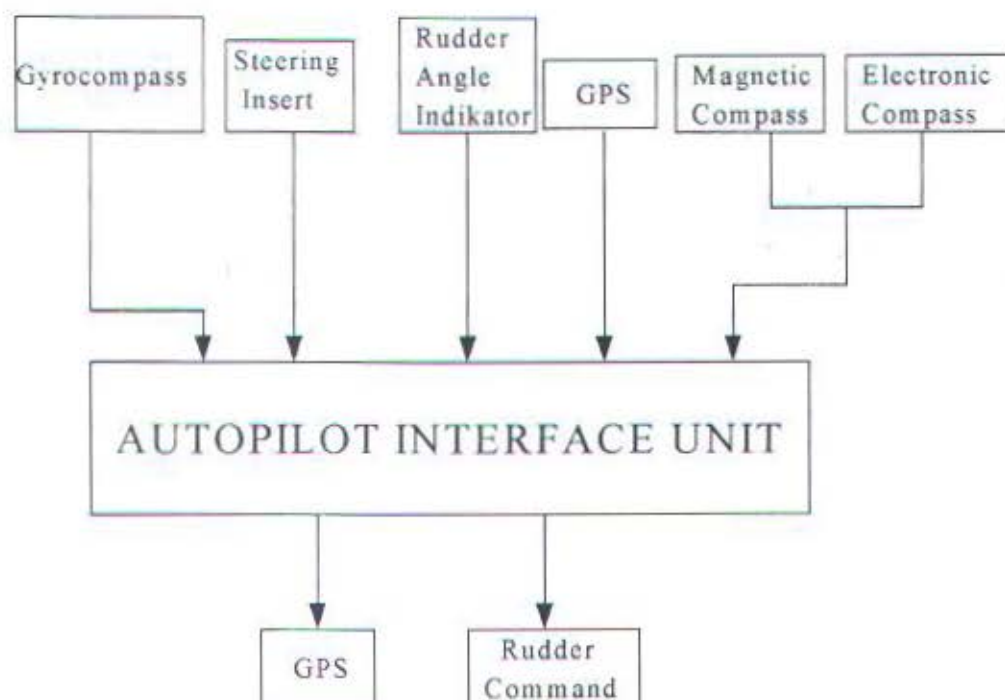 Gyrocompass
Steering
Insert
Rudder
Angle
Indikator
GPS
Magnetic
Compass
Electronic
Compass
AUTOPILOT INTERFACE UNIT
GPS
Rudder
Command